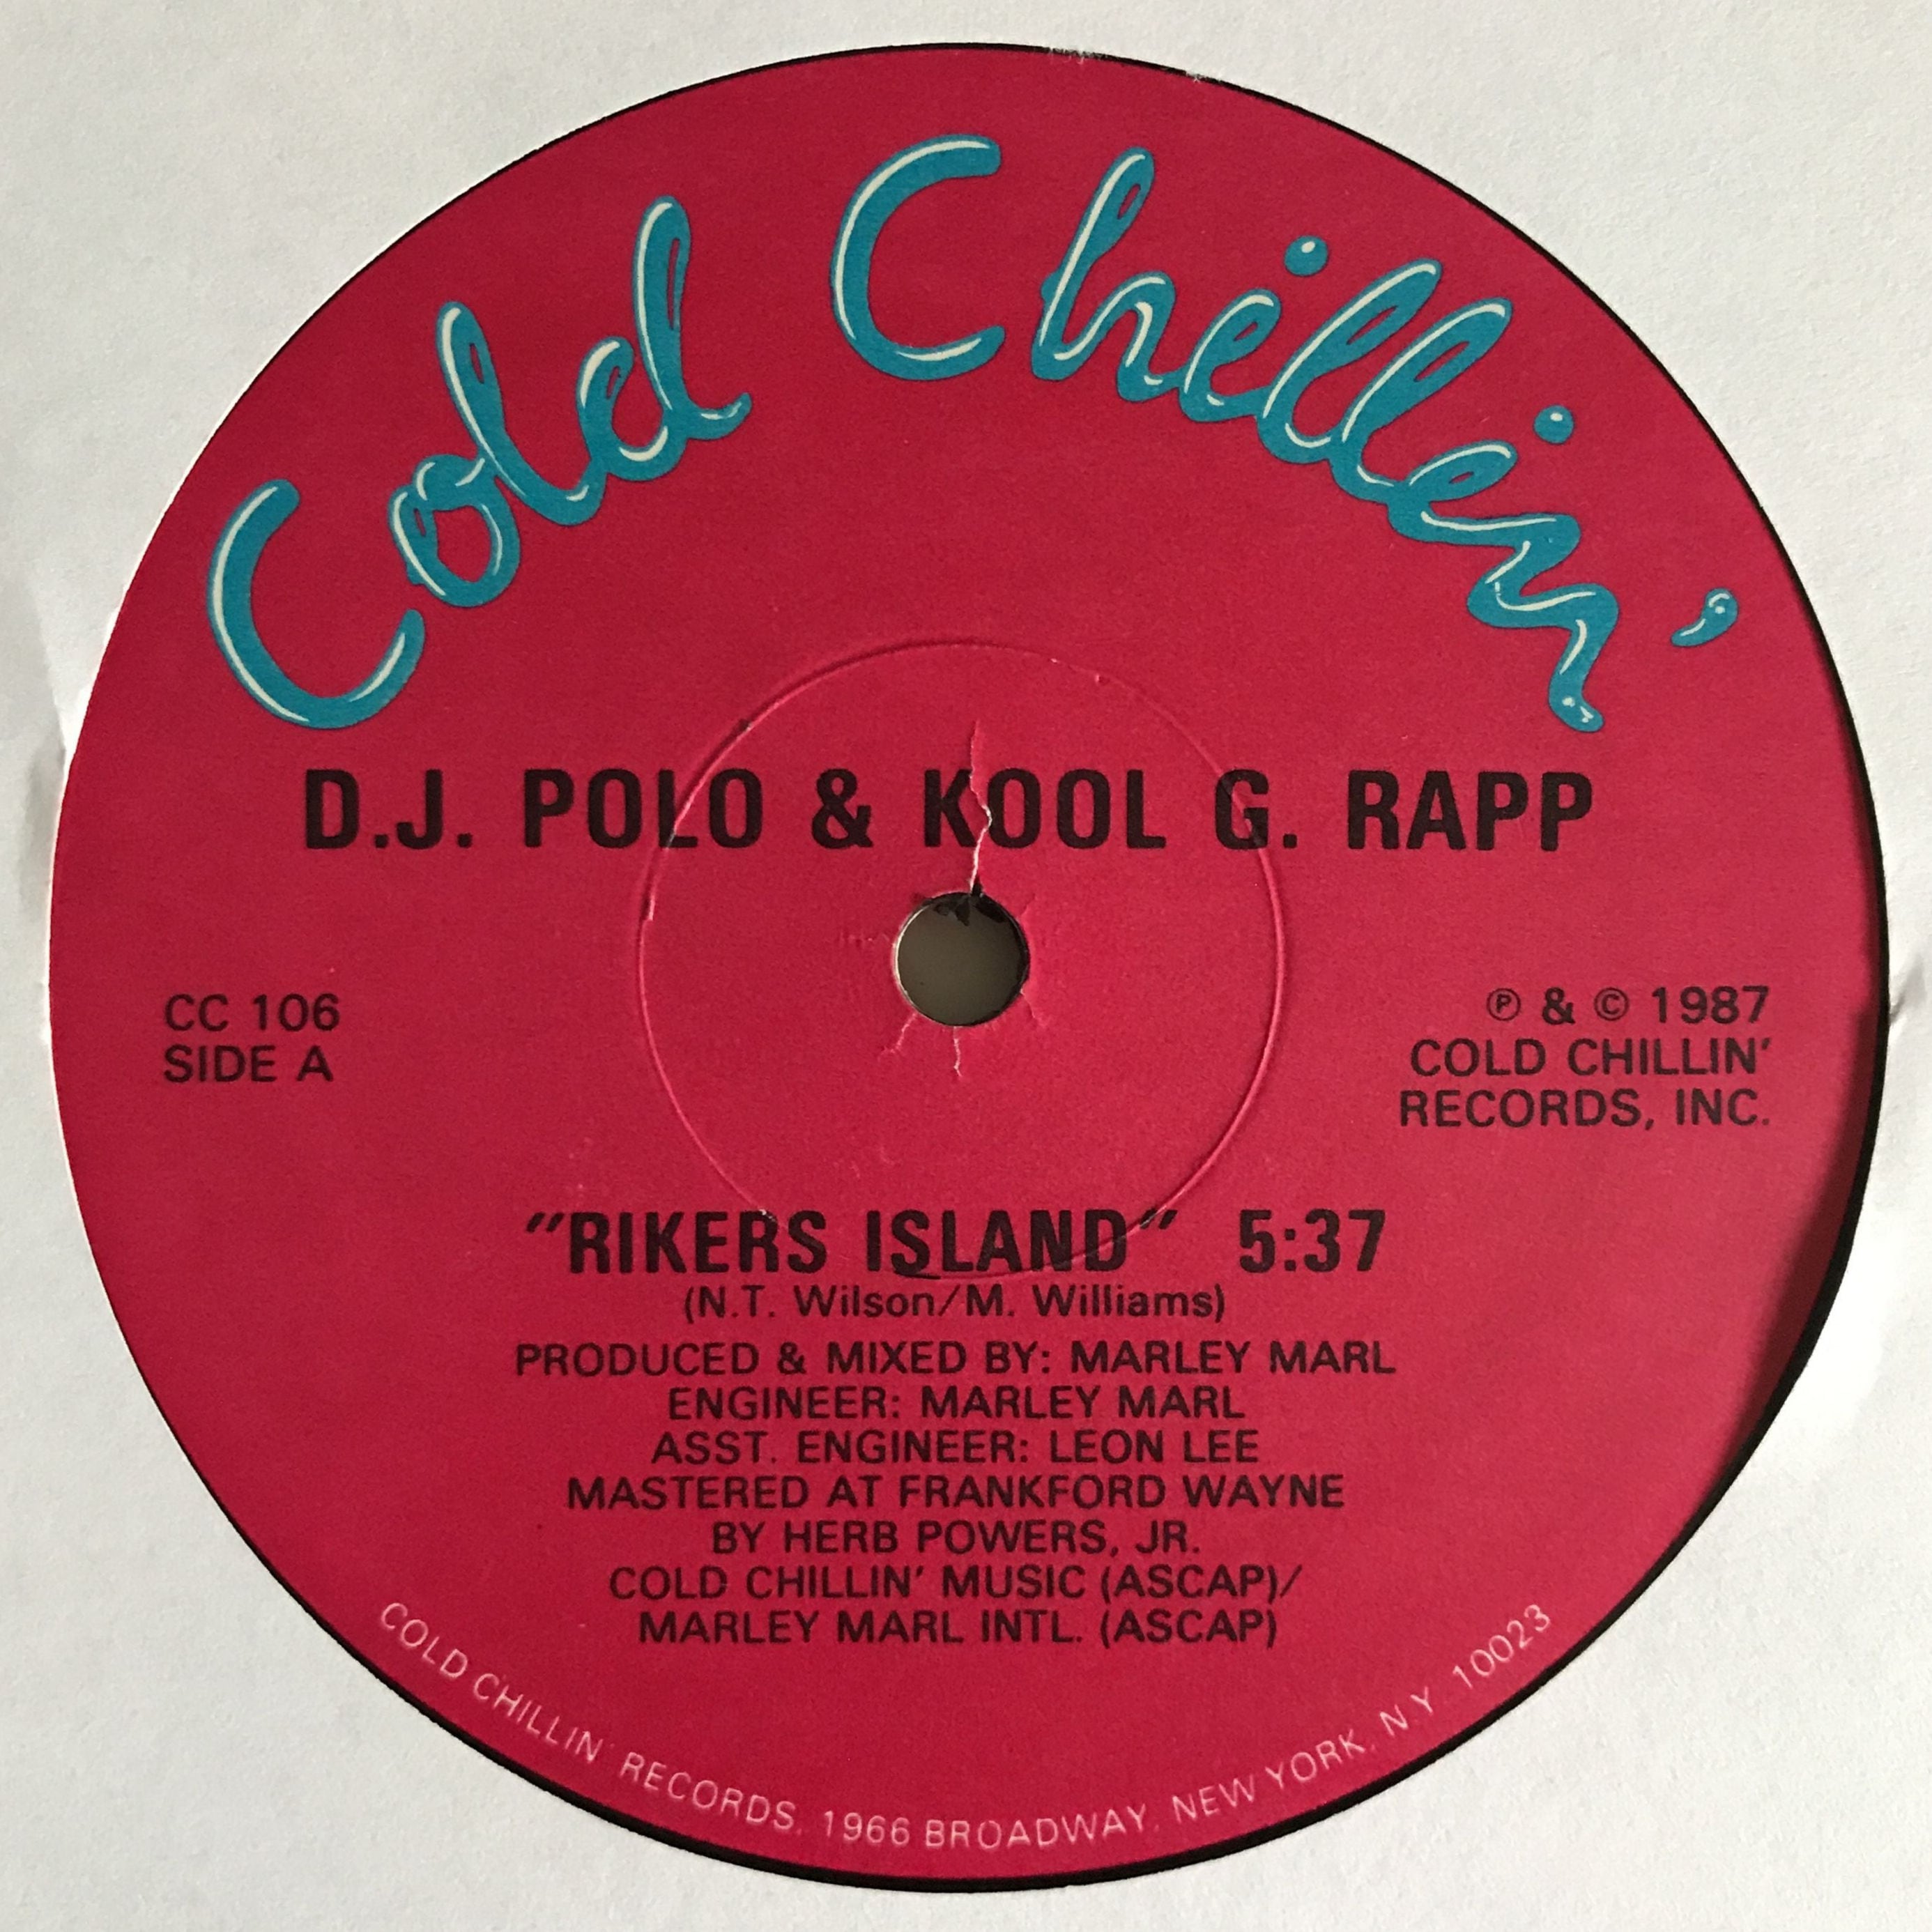 Cold Chillin'
D.J. POLO & KOOL G. RAPP
CC 106
SIDE A
℗ & © 1987
COLD CHILLIN'
RECORDS, INC.
"RIKERS ISLAND" 5:37
(N.T. Wilson/M. Williams)
PRODUCED & MIXED BY: MARLEY MARL
ENGINEER: MARLEY MARL
ASST. ENGINEER: LEON LEE
MASTERED AT FRANKFORD WAYNE
BY HERB POWERS, JR.
COLD CHILLIN' MUSIC (ASCAP)/
MARLEY MARL INTL. (ASCAP)
COLD CHILLIN' RECORDS, 1966 BROADWAY, NEW YORK, N.Y. 10023